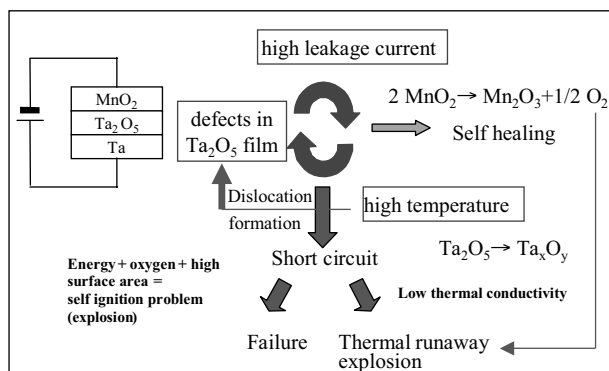 high leakage current
MnO2
Ta2O5
Ta
defects in
Ta2O5 film
2 MnO2→ Mn2O3+1/2 O2
Self healing
Dislocation
formation
high temperature
Short circuit
Ta2O5→ TaxOy
Energy + oxygen + high
surface area =
self ignition problem
(explosion)
Low thermal conductivity
Failure
Thermal runaway
explosion